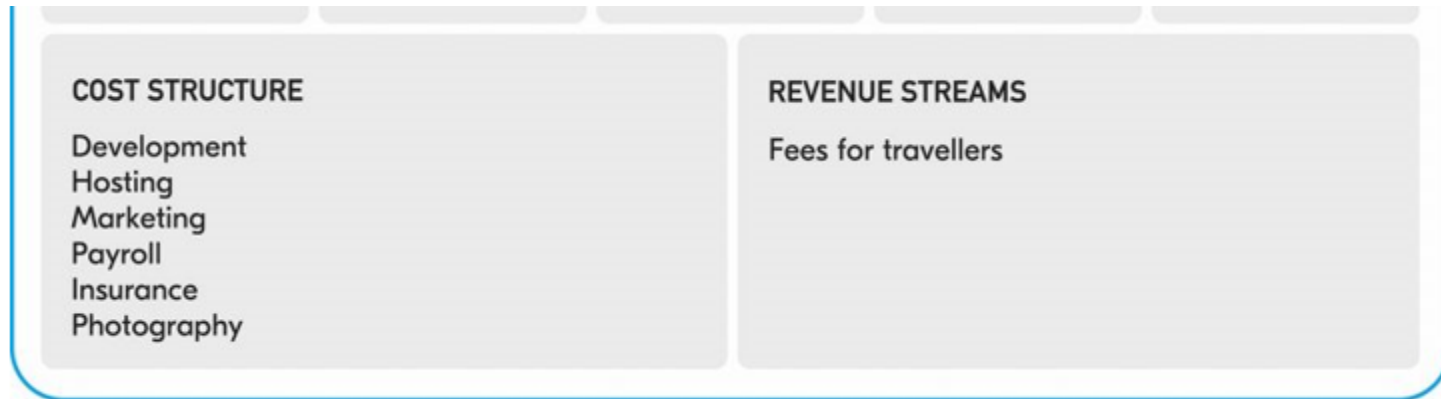 COST STRUCTURE
Development
Hosting
Marketing
Payroll
Insurance
Photography
REVENUE STREAMS
Fees for travellers